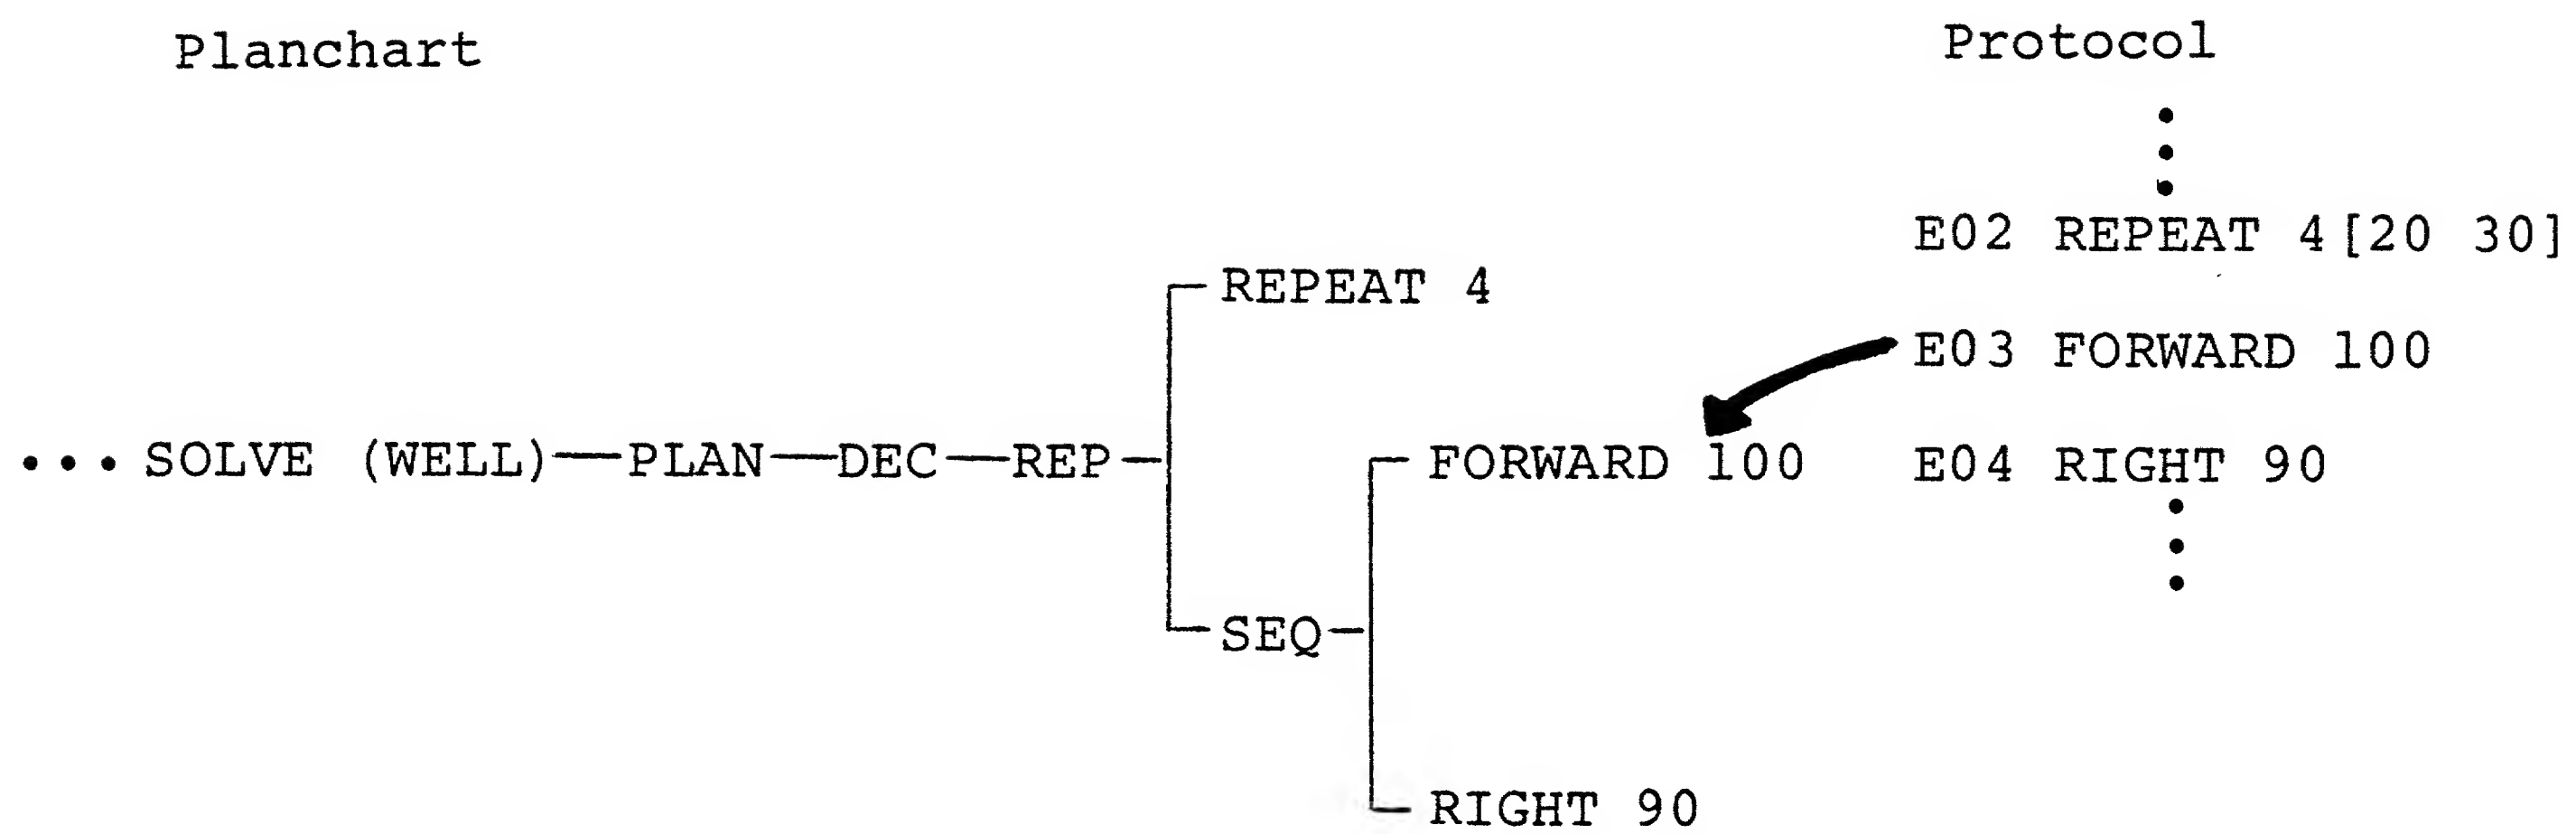 Planchart
Protocol
E02 REPEAT 4[20 30]
REPEAT 4
E03 FORWARD 100
... SOLVE (WELL)—PLAN—DEC—REP
FORWARD 100
E04 RIGHT 90
SEQ
RIGHT 90